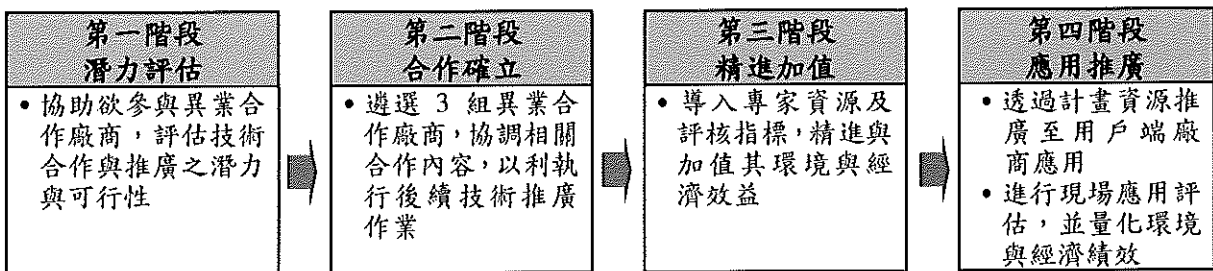 第一階段
潛力評估
• 協助欲參與異業合
作廠商，評估技術
合作與推廣之潛力
與可行性
第二階段
合作確立
• 遴選 3 組異業合
作廠商，協調相關
合作內容，以利執
行後續技術推廣
作業
第三階段
精進加值
• 導入專家資源及
評核指標，精進與
加值其環境與經
濟效益
第四階段
應用推廣
• 透過計畫資源推
廣至用戶端廠
商應用
• 進行現場應用評
估，並量化環境
與經濟績效